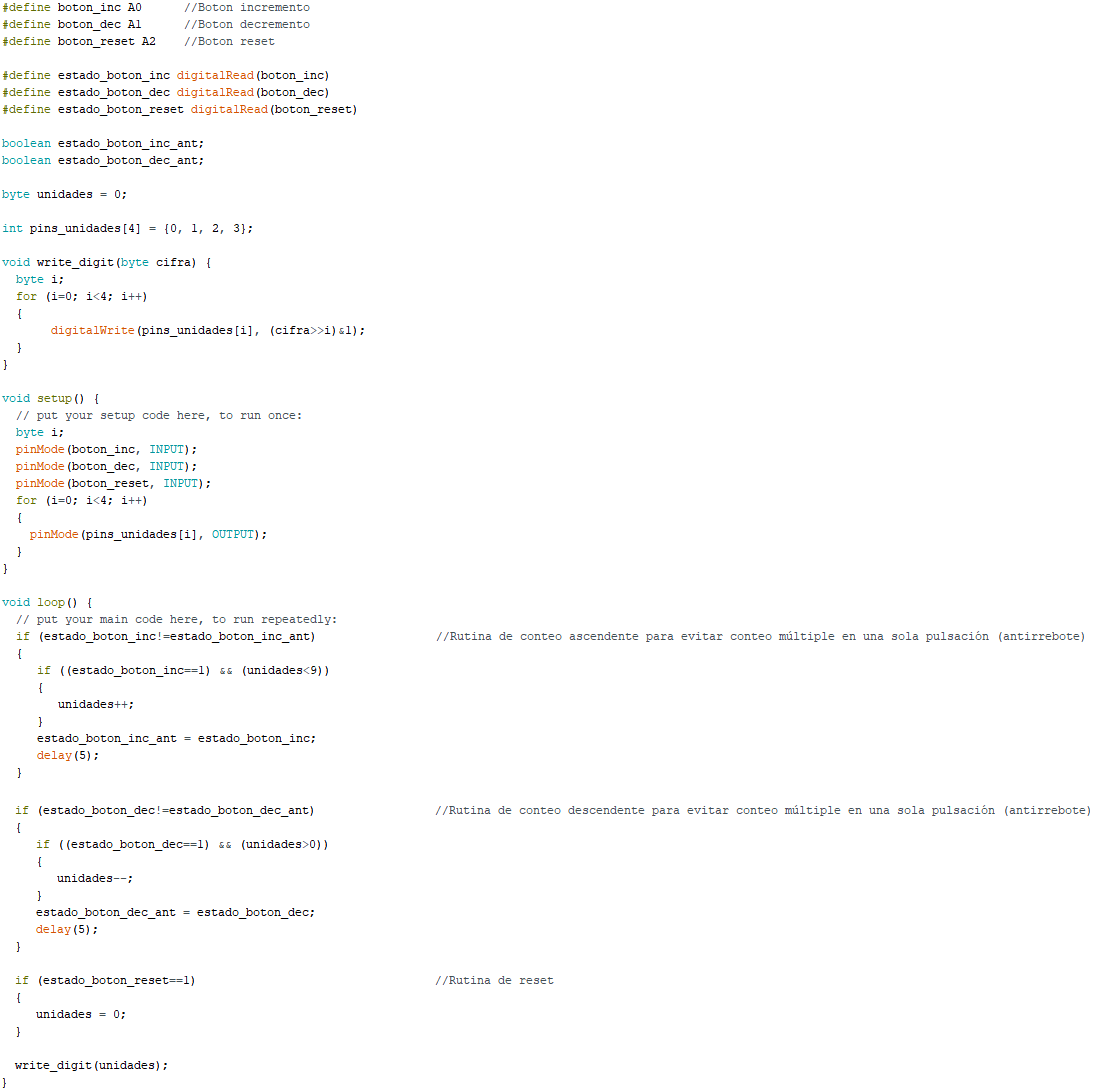 #define boton_inc A0      //Boton incremento
#define boton_dec A1      //Boton decremento
#define boton_reset A2    //Boton reset

#define estado_boton_inc digitalRead(boton_inc)
#define estado_boton_dec digitalRead(boton_dec)
#define estado_boton_reset digitalRead(boton_reset)

boolean estado_boton_inc_ant;
boolean estado_boton_dec_ant;

byte unidades = 0;

int pins_unidades[4] = {0, 1, 2, 3};

void write_digit(byte cifra) {
  byte i;
  for (i=0; i<4; i++)
  {
       digitalWrite(pins_unidades[i], (cifra>>i)&1);
  }
}

void setup() {
  // put your setup code here, to run once:
  byte i;
  pinMode(boton_inc, INPUT);
  pinMode(boton_dec, INPUT);
  pinMode(boton_reset, INPUT);
  for (i=0; i<4; i++)
  {
    pinMode(pins_unidades[i], OUTPUT);
  }
}

void loop() {
  // put your main code here, to run repeatedly:
  if (estado_boton_inc!=estado_boton_inc_ant)                 //Rutina de conteo ascendente para evitar conteo múltiple en una sola pulsación (antirrebote)
  {
     if ((estado_boton_inc==1) && (unidades<9))
     {
        unidades++;
     }
     estado_boton_inc_ant = estado_boton_inc;
     delay(5);
  }

  if (estado_boton_dec!=estado_boton_dec_ant)                 //Rutina de conteo descendente para evitar conteo múltiple en una sola pulsación (antirrebote)
  {
     if ((estado_boton_dec==1) && (unidades>0))
     {
        unidades--;
     }
     estado_boton_dec_ant = estado_boton_dec;
     delay(5);
  }

  if (estado_boton_reset==1)                                  //Rutina de reset
  {
     unidades = 0;
  }

  write_digit(unidades);
}